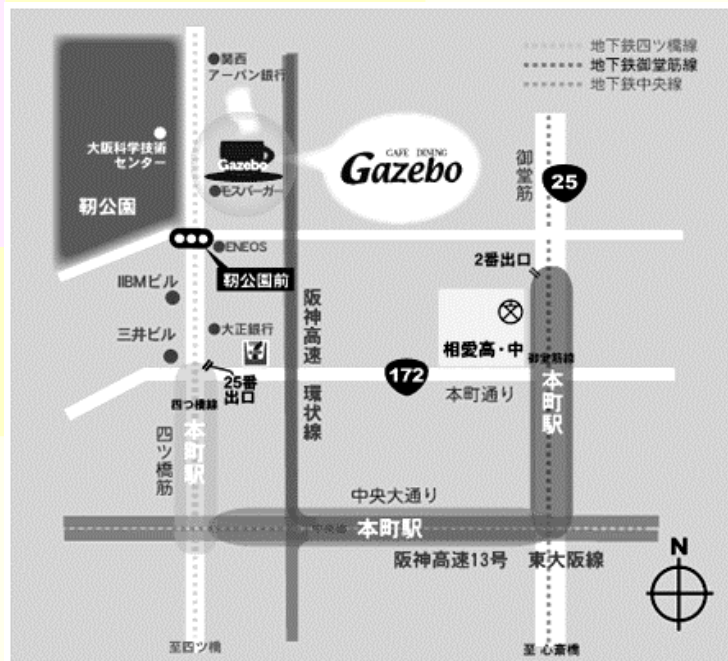 ●関西
アーバン銀行
地下鉄四ツ橋線
地下鉄御堂筋線
地下鉄中央線
大阪科学技術
センター
靭公園
Gazebo
●モスバーガー
CAFE DINING
Gazebo
御堂筋
25
●ENEOS
靭公園前
2番出口
IIBMビル
三井ビル
●大正銀行
25番
出口
阪神高速 環状線
相愛高・中
172
本町通り
御堂筋線
本町駅
四つ橋線
本町駅
四ツ橋筋
中央大通り
中央線
本町駅
阪神高速13号 東大阪線
N
至四ツ橋
至 心斎橋